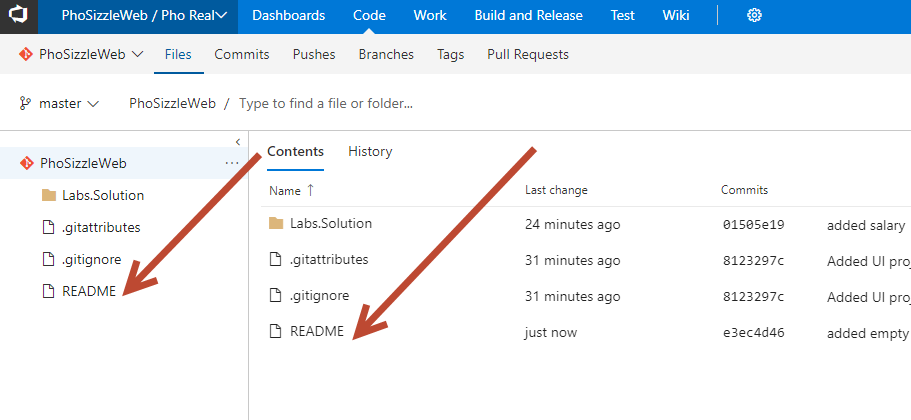 PhoSizzleWeb / Pho Real Dashboards Code Work Build and Release Test Wiki
PhoSizzleWeb Files Commits Pushes Branches Tags Pull Requests
master PhoSizzleWeb / Type to find a file or folder...
PhoSizzleWeb ...
Labs.Solution
.gitattributes
.gitignore
README
Contents History
Name ↑ Last change Commits
Labs.Solution 24 minutes ago 01505e19 added salary
.gitattributes 31 minutes ago 8123297c Added UI proj
.gitignore 31 minutes ago 8123297c Added UI proj
README just now e3ec4d46 added empty